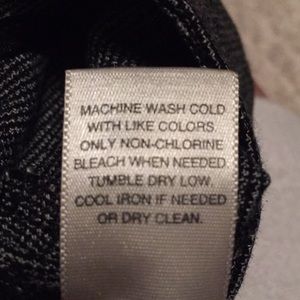 MACHINE WASH COLD
WITH LIKE COLORS.
ONLY NON-CHLORINE
BLEACH WHEN NEEDED.
TUMBLE DRY LOW.
COOL IRON IF NEEDED
OR DRY CLEAN.